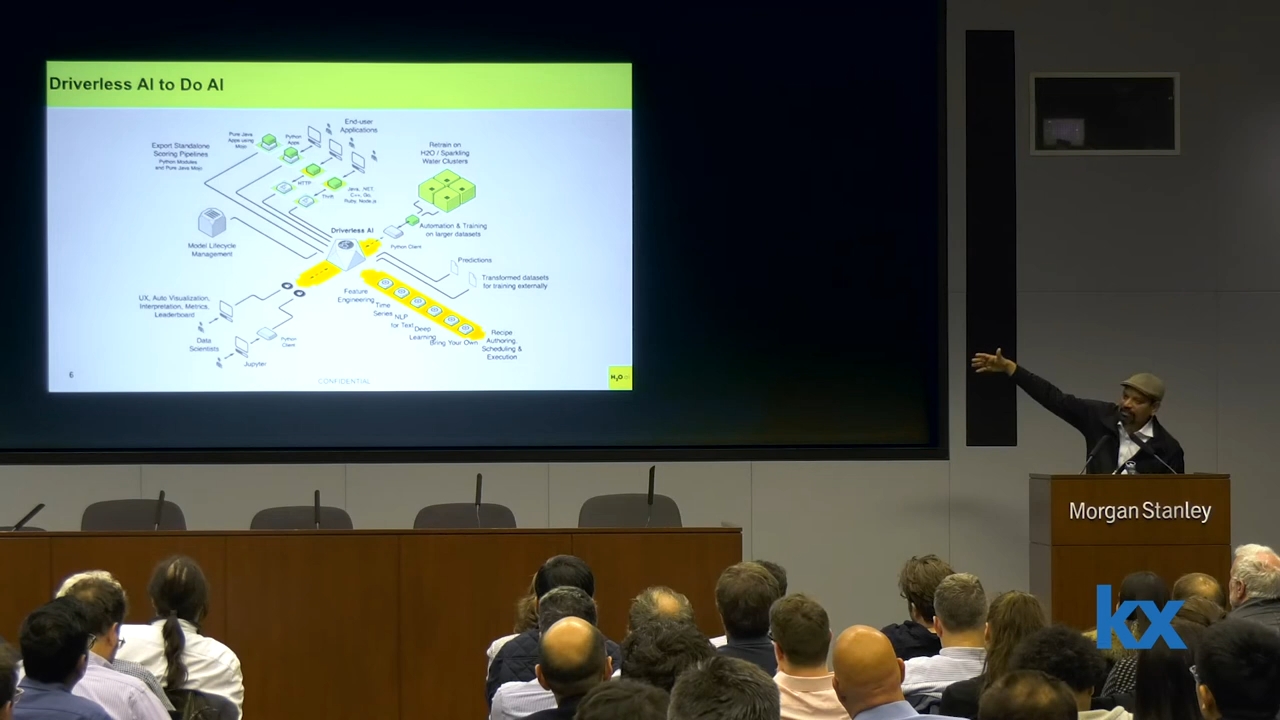 Driverless AI to Do AI
Pure Java
Apps using
Mojo
Python
Apps
End-user
Applications
Export Standalone
Scoring Pipelines
Python Modules
and Pure Java Mojo
HTTP
Thrift
Java, .NET,
C++, Go,
Ruby, Node.js
Retrain on
H2O / Sparkling
Water Clusters
Driverless AI
Automation & Training
on larger datasets
Python Client
Model Lifecycle
Management
Predictions
Transformed datasets
for training externally
UX, Auto Visualization,
Interpretation, Metrics,
Leaderboard
Data
Scientists
Jupyter
Python
Client
Feature
Engineering
Time
Series
NLP
for Text
Deep
Learning
Bring Your Own
Recipe
Authoring,
Scheduling &
Execution
6
CONFIDENTIAL
H2O
Morgan Stanley
kx